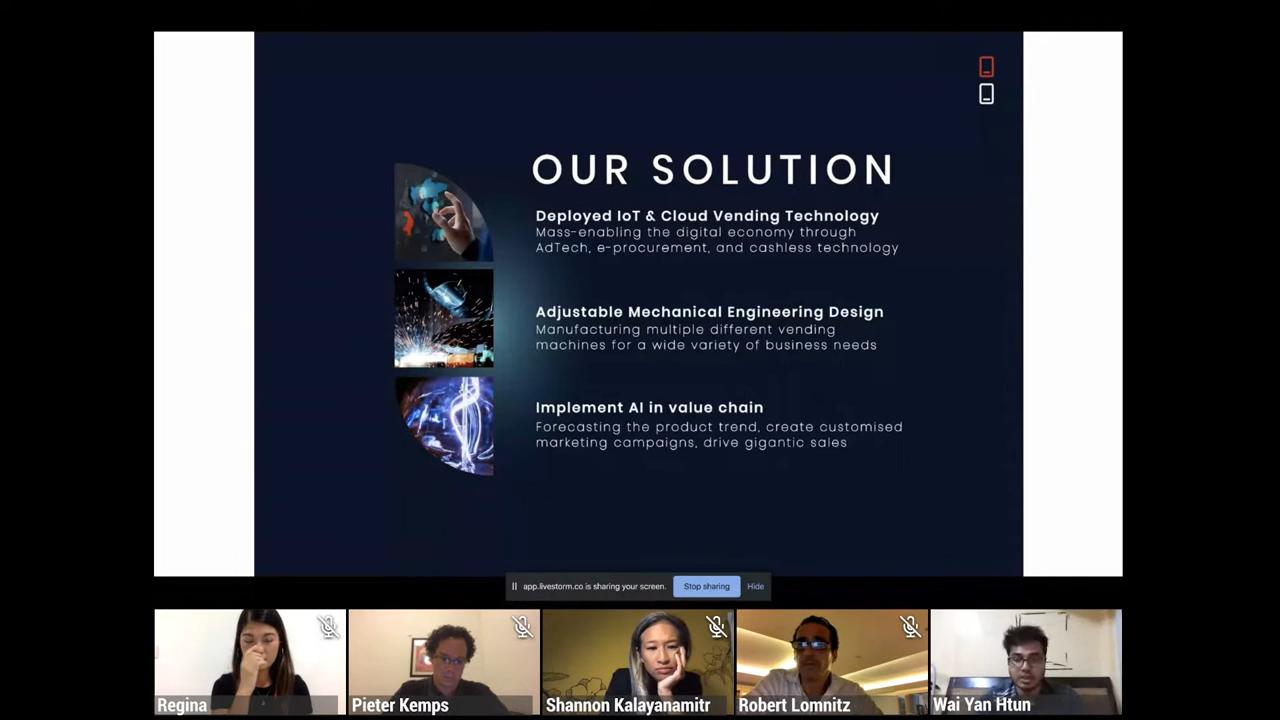 OUR SOLUTION
Deployed IoT & Cloud Vending Technology
Mass-enabling the digital economy through
AdTech, e-procurement, and cashless technology
Adjustable Mechanical Engineering Design
Manufacturing multiple different vending
machines for a wide variety of business needs
Implement AI in value chain
Forecasting the product trend, create customised
marketing campaigns, drive gigantic sales
app.livestorm.co is sharing your screen. Stop sharing Hide
Regina Pieter Kemps Shannon Kalayanamitr Robert Lomnitz Wai Yan Htun